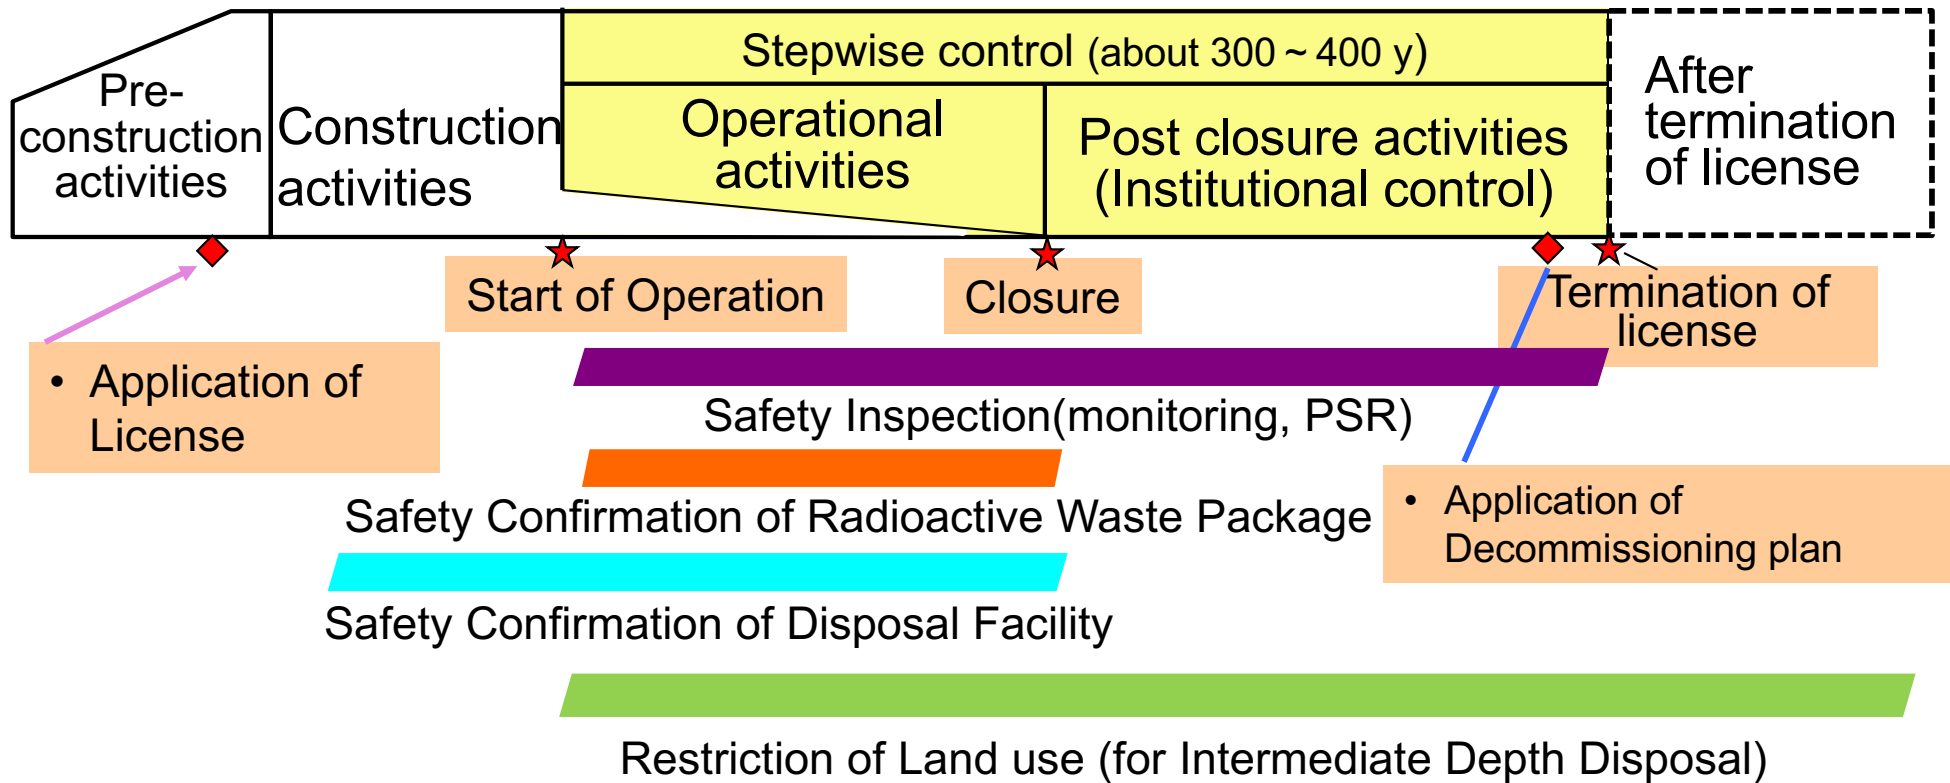 Stepwise control (about 300 ~ 400 y)
Pre-
construction
activities
Construction
activities
Operational
activities
Post closure activities
(Institutional control)
After
termination
of license
Start of Operation
Closure
Termination of
license
• Application of
License
Safety Inspection(monitoring, PSR)
Safety Confirmation of Radioactive Waste Package
• Application of
Decommissioning plan
Safety Confirmation of Disposal Facility
Restriction of Land use (for Intermediate Depth Disposal)